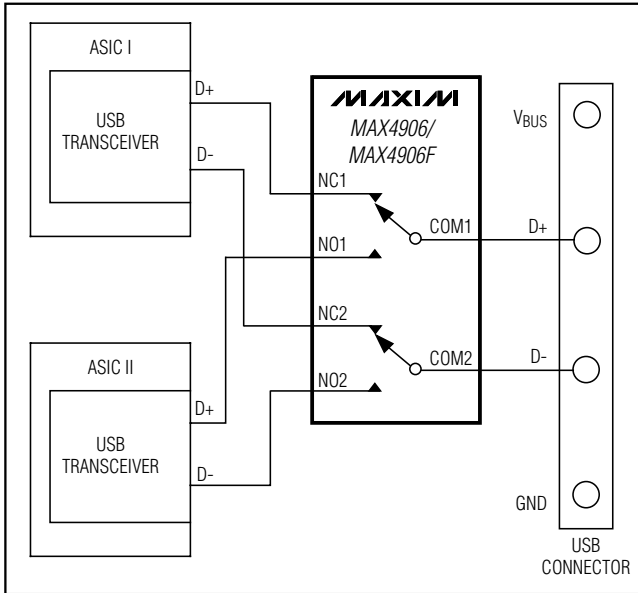 ASIC I
USB
TRANSCEIVER
D+
D-
MAXIM
MAX4906/
MAX4906F
NC1
COM1
NO1
NC2
COM2
NO2
ASIC II
USB
TRANSCEIVER
D+
D-
VBUS
D+
D-
GND
USB
CONNECTOR